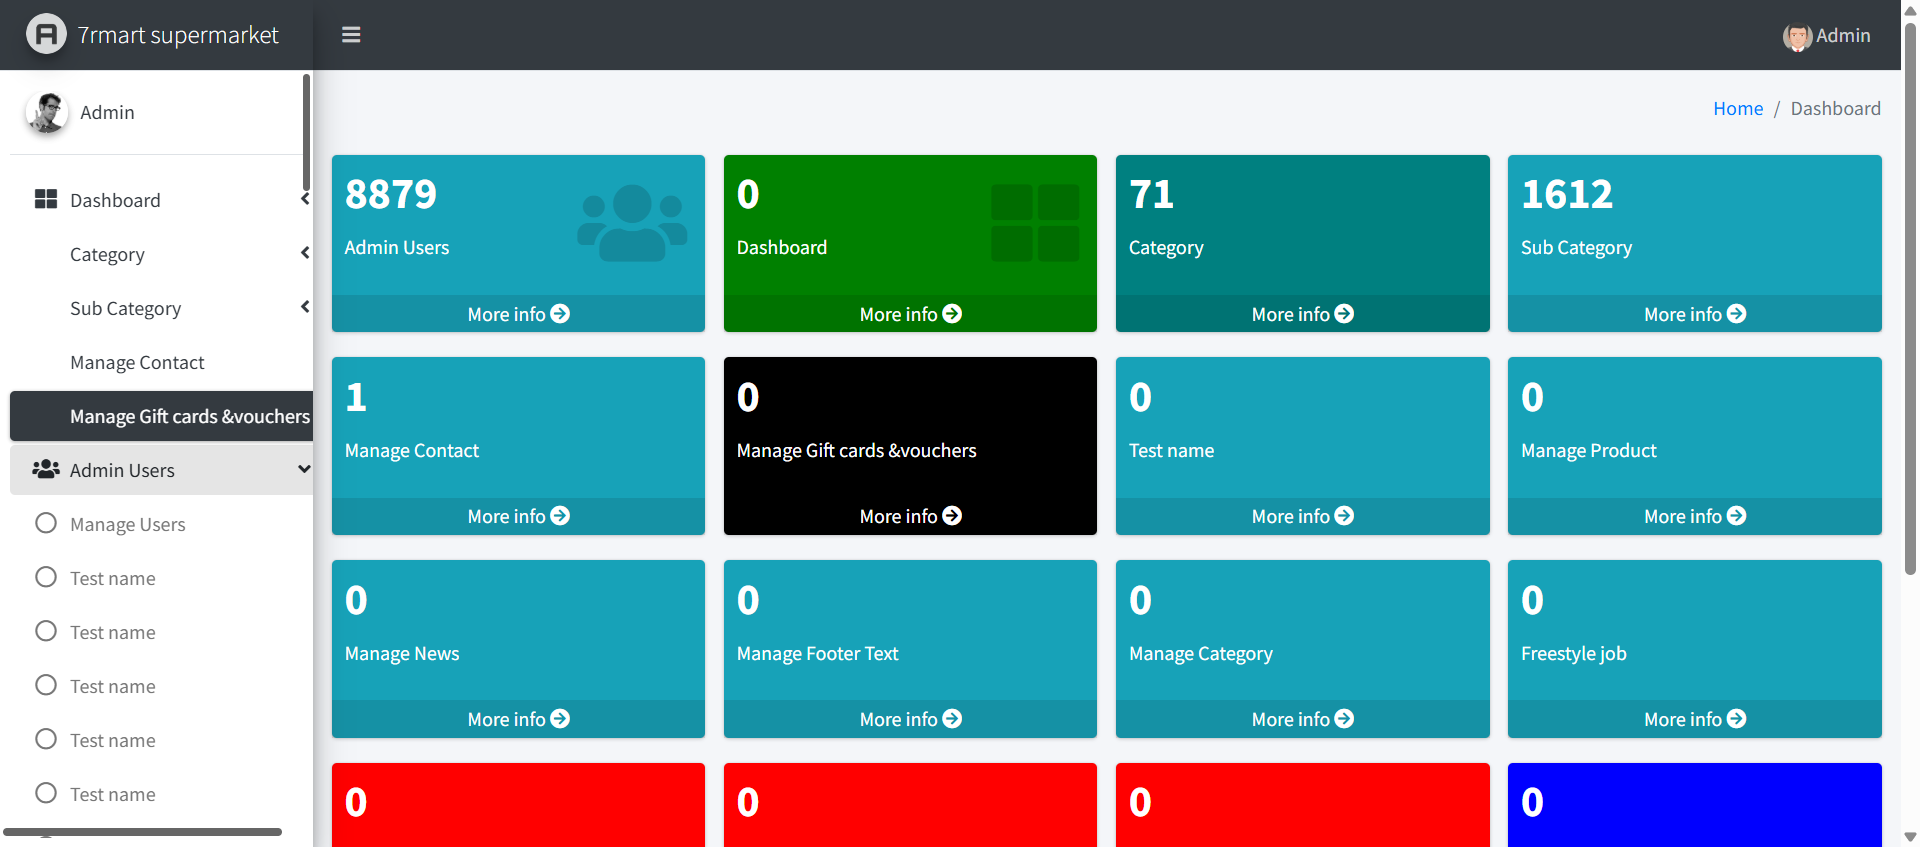 7rmart supermarket
Admin
Admin
Home / Dashboard
Dashboard
Category
Sub Category
Manage Contact
Manage Gift cards &vouchers
Admin Users
Manage Users
Test name
Test name
Test name
Test name
Test name
8879
Admin Users
More info
0
Dashboard
More info
71
Category
More info
1612
Sub Category
More info
1
Manage Contact
More info
0
Manage Gift cards &vouchers
More info
0
Test name
More info
0
Manage Product
More info
0
Manage News
More info
0
Manage Footer Text
More info
0
Manage Category
More info
0
Freestyle job
More info
0
0
0
0